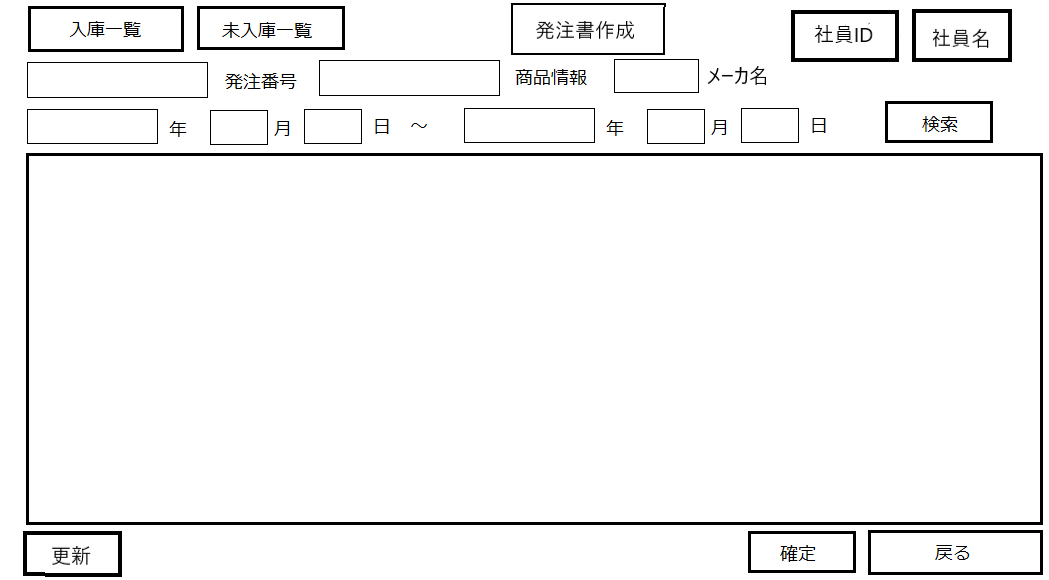 入庫一覧 未入庫一覧 発注書作成 社員ID 社員名
発注番号 商品情報 ﾒｰｶ名
年 月 日 ～ 年 月 日 検索
更新 確定 戻る